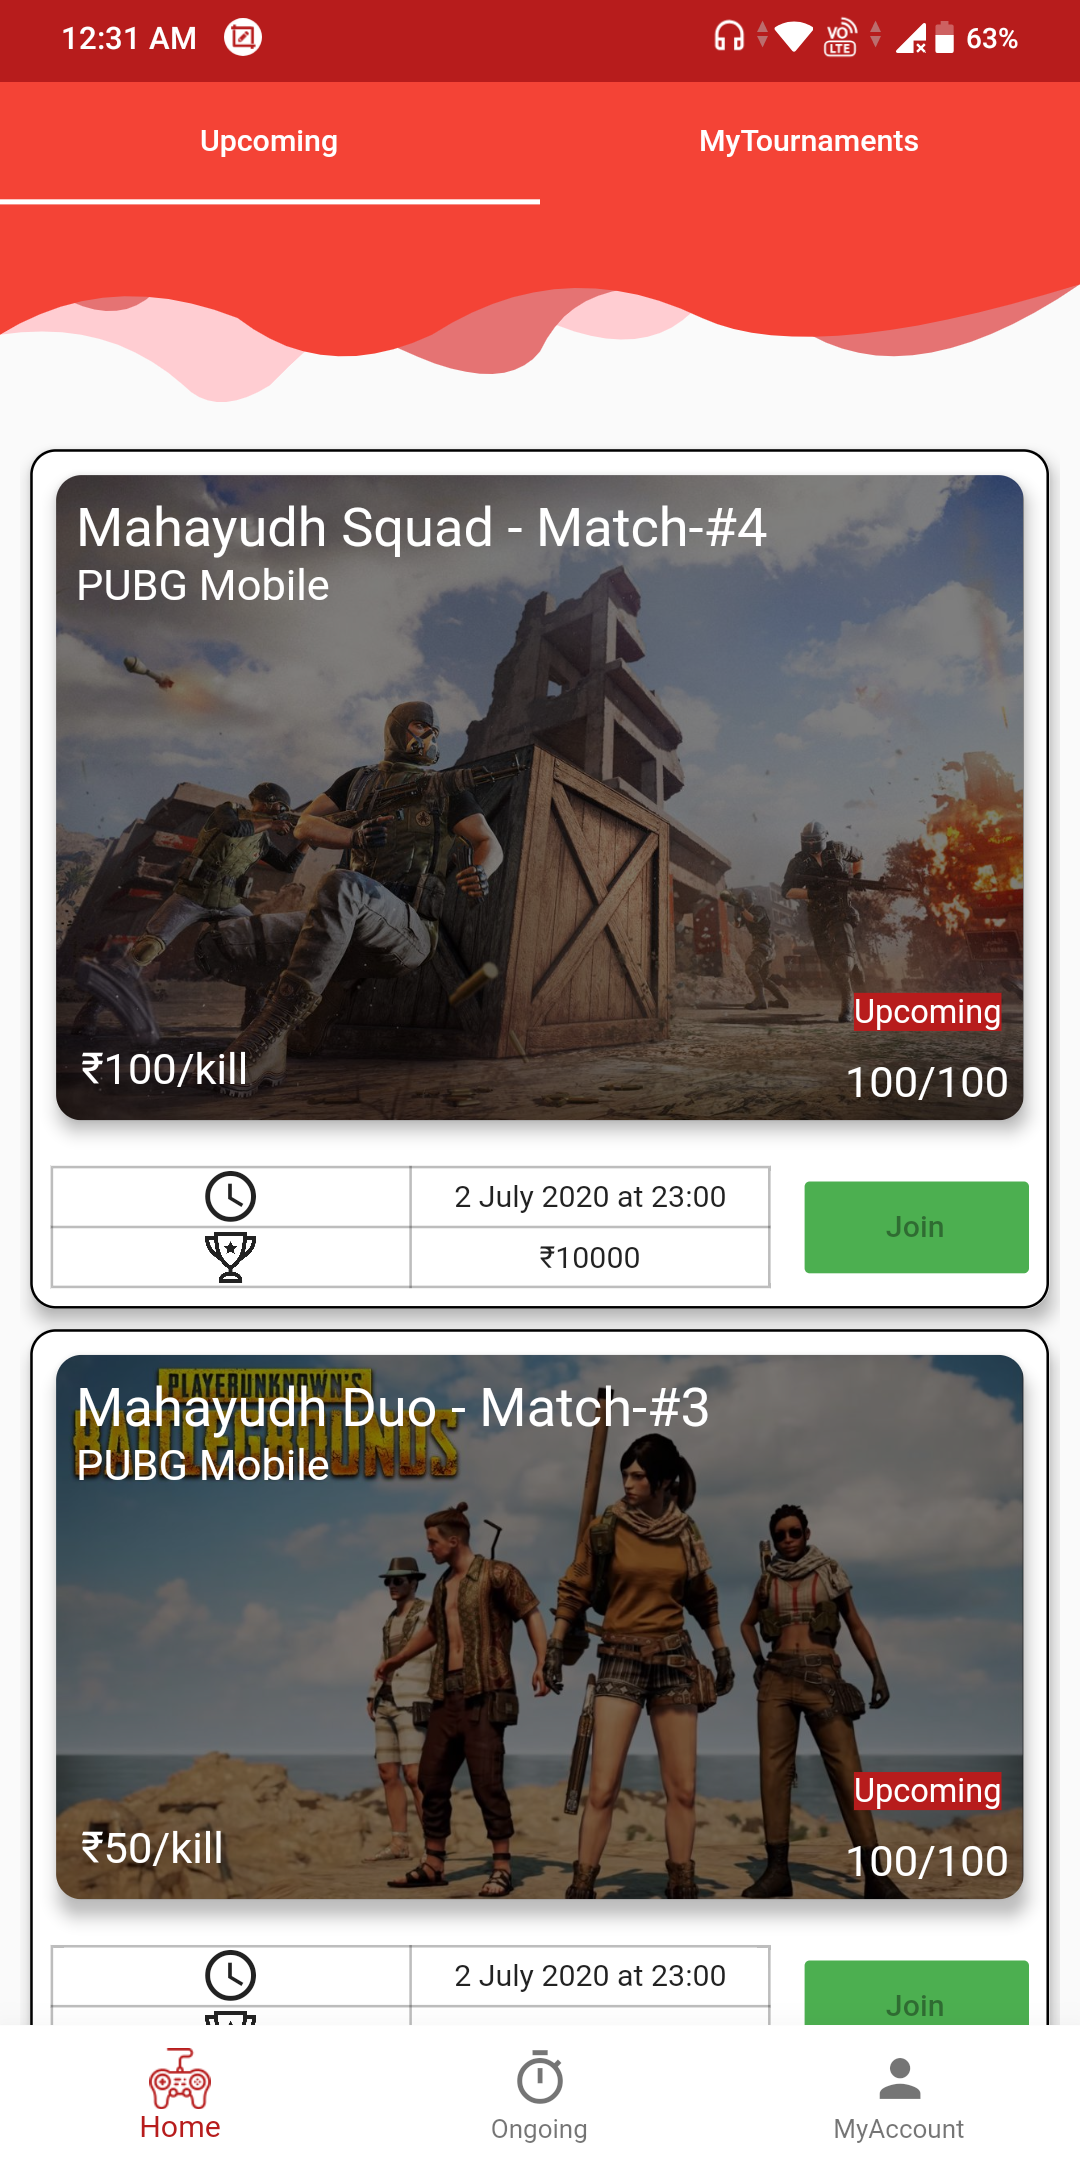 12:31 AM
VO LTE
63%
Upcoming
MyTournaments
Mahayudh Squad - Match-#4
PUBG Mobile
Upcoming
₹100/kill
100/100
2 July 2020 at 23:00
₹10000
Join
PLAYERUNKNOWN'S
Mahayudh Duo - Match-#3
BATTLEGROUNDS
PUBG Mobile
Upcoming
₹50/kill
100/100
2 July 2020 at 23:00
Join
Home
Ongoing
MyAccount